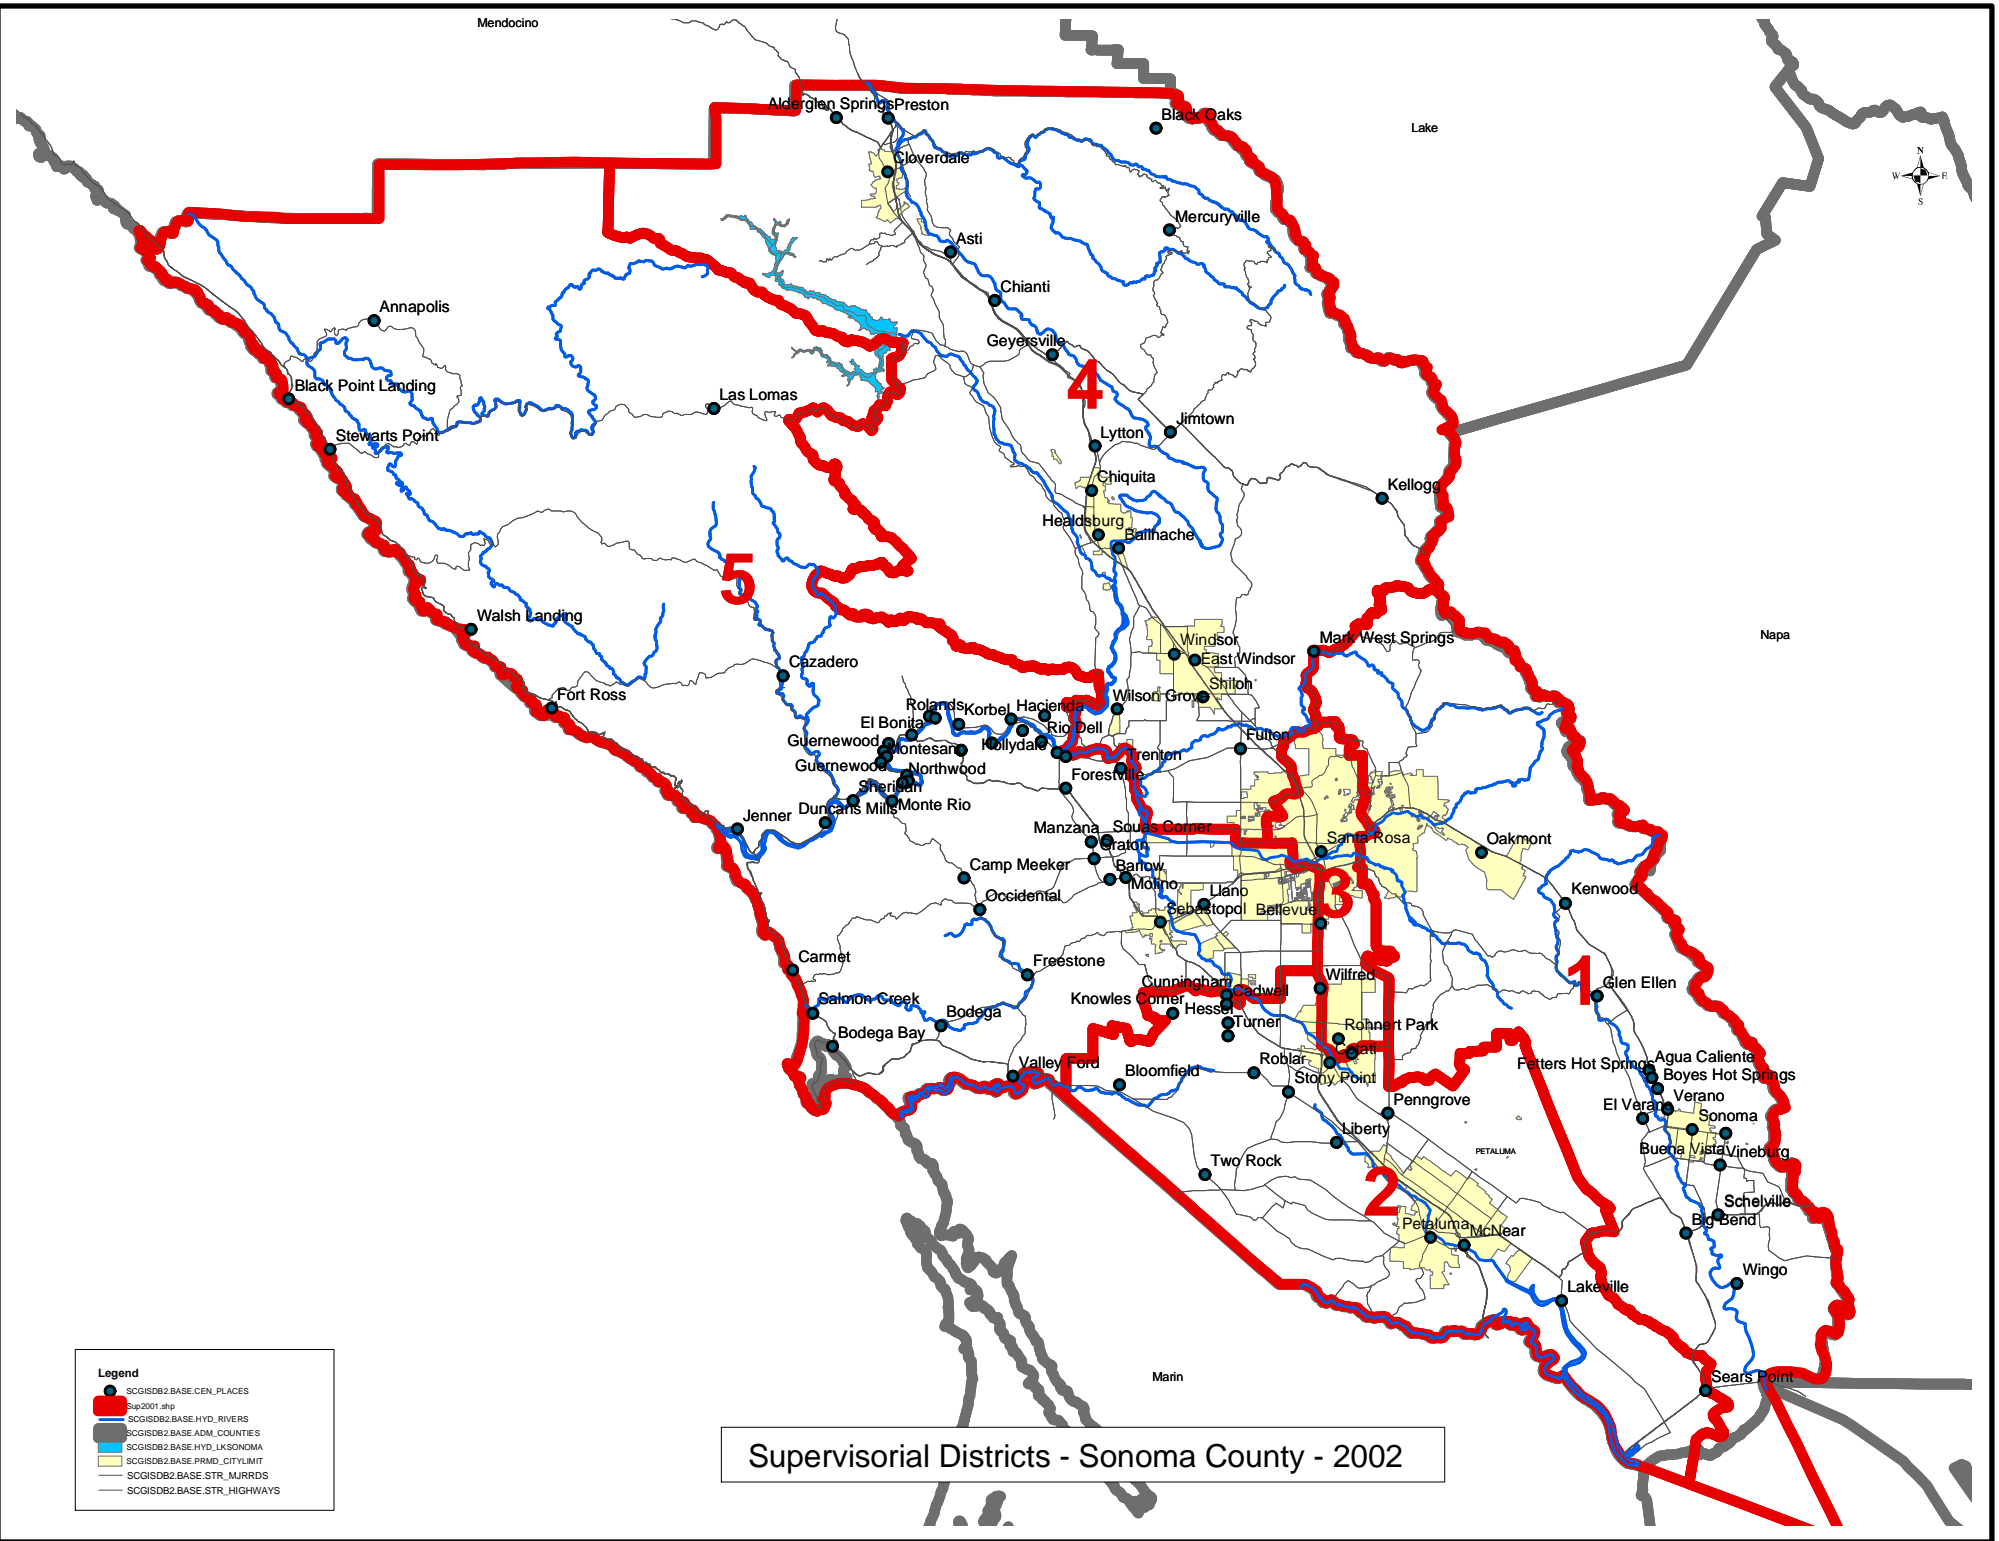 Mendocino
Alderglen Springs
Preston
Black Oaks
Lake
N
W E
S
Cloverdale
Mercuryville
Asti
Chianti
Annapolis
Geyersville
4
Black Point Landing
Las Lomas
Stewarts Point
Jimtown
Lytton
Chiquita
Kellogg
Healdsburg
Bailhache
5
Walsh Landing
Windsor
Mark West Springs
Napa
East Windsor
Cazadero
Shiloh
Fort Ross
Wilson Grove
Rolands
Korbel
Hacienda
El Bonita
Rio Dell
Guernewood
Montesano
Hollydale
Fulton
Trenton
Guernewood
Northwood
Forestville
Sheridan
Duncans Mills
Monte Rio
Jenner
Manzana
Souas Corner
Santa Rosa
Oakmont
Graton
Camp Meeker
Barlow
Molino
Llano
3
Kenwood
Occidental
Sebastopol
Bellevue
Freestone
1
Carmet
Cunningham
Wilfred
Glen Ellen
Cadwell
Salmon Creek
Knowles Corner
Hessel
Bodega
Turner
Rohnert Park
Bodega Bay
Cotati
Valley Ford
Roblar
Agua Caliente
Fetters Hot Springs
Bloomfield
Stony Point
Boyes Hot Springs
Penngrove
El Verano
Verano
Sonoma
Liberty
PETALUMA
Buena Vista
Vineburg
Two Rock
2
Schelville
Petaluma
McNear
Big Bend
Wingo
Lakeville
Marin
Sears Point
Legend
SCGISDB2.BASE.CEN_PLACES
Sup2001.shp
SCGISDB2.BASE.HYD_RIVERS
SCGISDB2.BASE.ADM_COUNTIES
SCGISDB2.BASE.HYD_LKSONOMA
SCGISDB2.BASE.PRMD_CITYLIMIT
SCGISDB2.BASE.STR_MJRRDS
SCGISDB2.BASE.STR_HIGHWAYS
Supervisorial Districts - Sonoma County - 2002